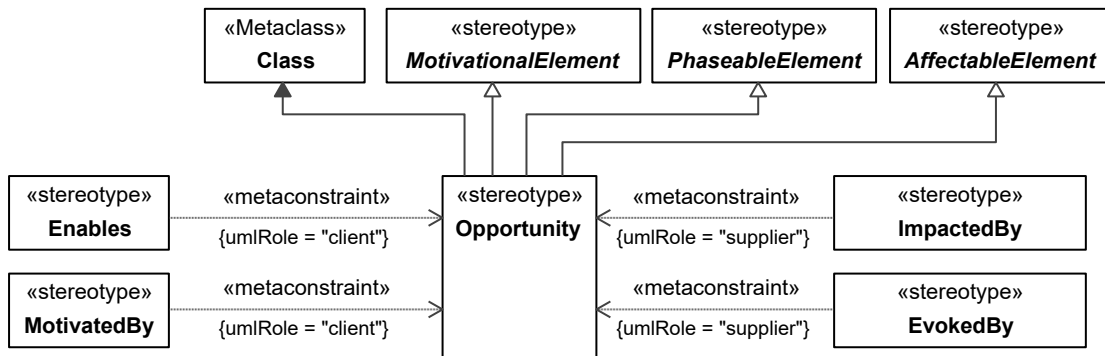 «Metaclass»
Class
«stereotype»
MotivationalElement
«stereotype»
PhaseableElement
«stereotype»
AffectableElement
«stereotype»
Enables
«metaconstraint»
{umlRole = "client"}
«stereotype»
Opportunity
«metaconstraint»
{umlRole = "supplier"}
«stereotype»
ImpactedBy
«stereotype»
MotivatedBy
«metaconstraint»
{umlRole = "client"}
«metaconstraint»
{umlRole = "supplier"}
«stereotype»
EvokedBy